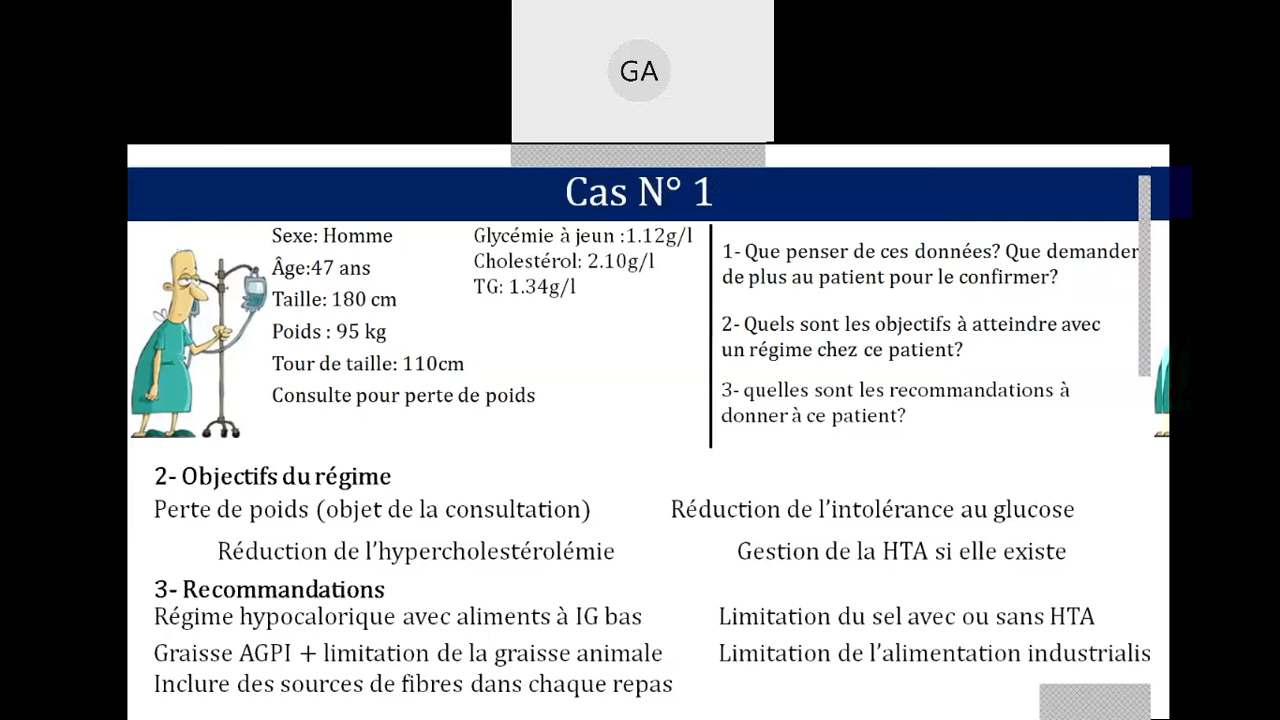 GA
Cas N° 1
Sexe: Homme
Âge:47 ans
Taille: 180 cm
Poids : 95 kg
Tour de taille: 110cm
Consulte pour perte de poids
Glycémie à jeun :1.12g/l
Cholestérol: 2.10g/l
TG: 1.34g/l
1- Que penser de ces données? Que demander
de plus au patient pour le confirmer?
2- Quels sont les objectifs à atteindre avec
un régime chez ce patient?
3- quelles sont les recommandations à
donner à ce patient?
2- Objectifs du régime
Perte de poids (objet de la consultation)
Réduction de l'intolérance au glucose
Réduction de l'hypercholestérolémie
Gestion de la HTA si elle existe
3- Recommandations
Régime hypocalorique avec aliments à IG bas
Limitation du sel avec ou sans HTA
Graisse AGPI + limitation de la graisse animale
Limitation de l'alimentation industrialis
Inclure des sources de fibres dans chaque repas